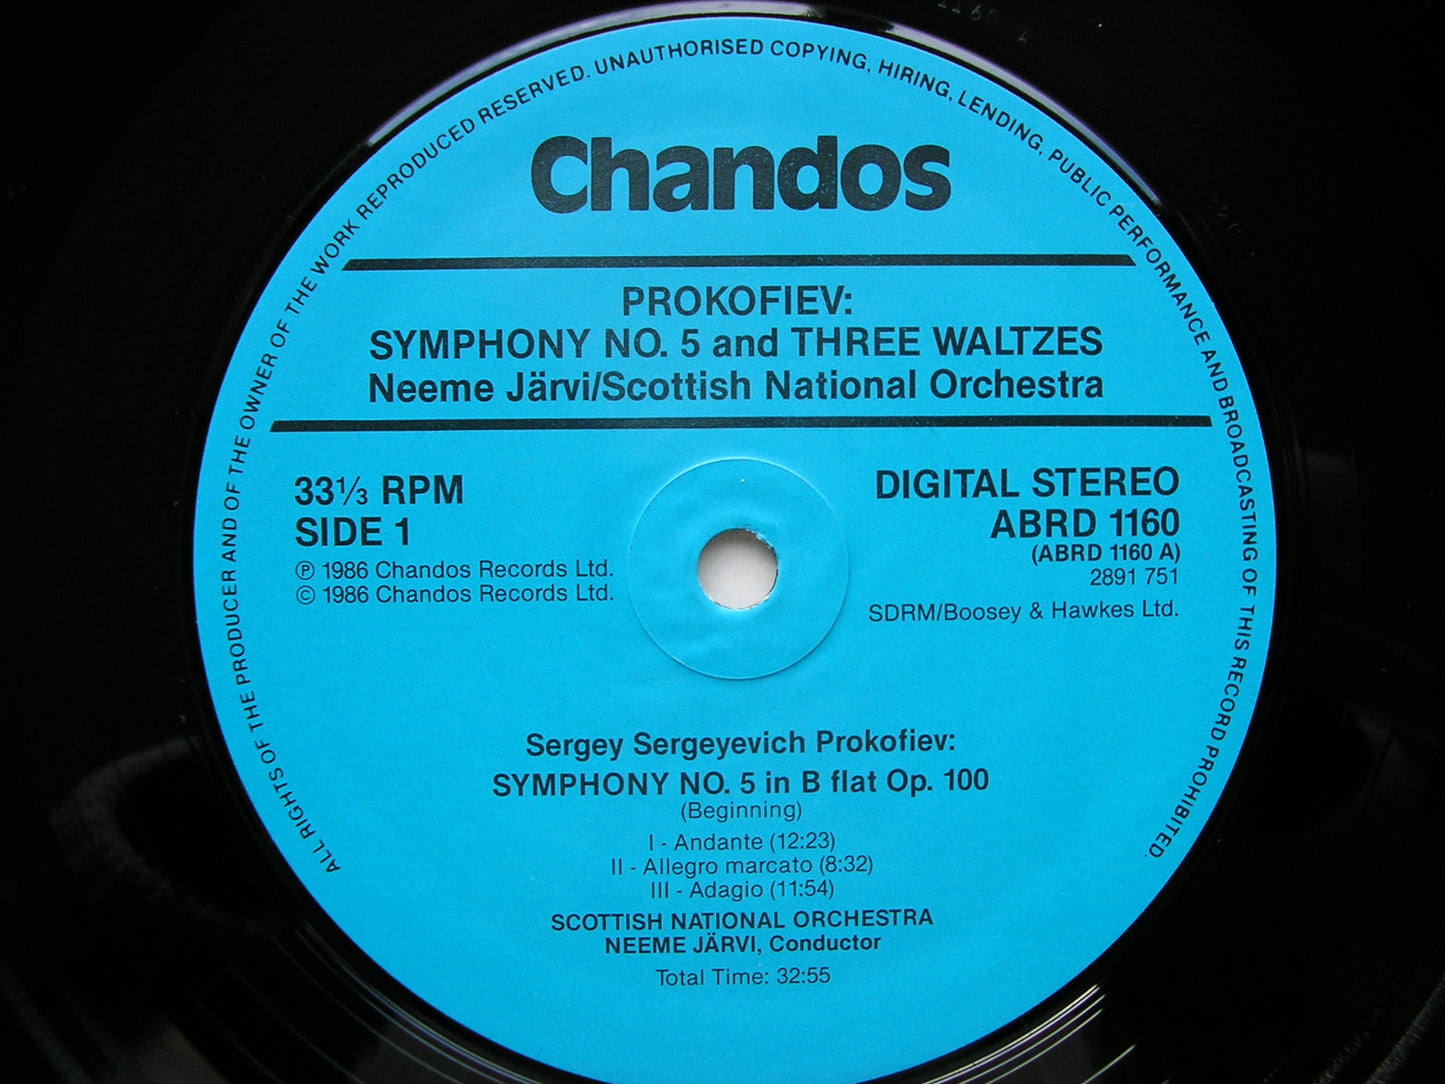 ALL RIGHTS OF THE PRODUCER AND OF THE OWNER OF THE WORK REPRODUCED RESERVED. UNAUTHORISED COPYING, HIRING, LENDING, PUBLIC PERFORMANCE AND BROADCASTING OF THIS RECORD PROHIBITED.
Chandos
PROKOFIEV:
SYMPHONY NO. 5 and THREE WALTZES
Neeme Järvi/Scottish National Orchestra
33⅓ RPM
SIDE 1
℗ 1986 Chandos Records Ltd.
© 1986 Chandos Records Ltd.
DIGITAL STEREO
ABRD 1160
(ABRD 1160 A)
2891 751
SDRM/Boosey & Hawkes Ltd.
Sergey Sergeyevich Prokofiev:
SYMPHONY NO. 5 in B flat Op. 100
(Beginning)
I - Andante (12:23)
II - Allegro marcato (8:32)
III - Adagio (11:54)
SCOTTISH NATIONAL ORCHESTRA
NEEME JÄRVI, Conductor
Total Time: 32:55